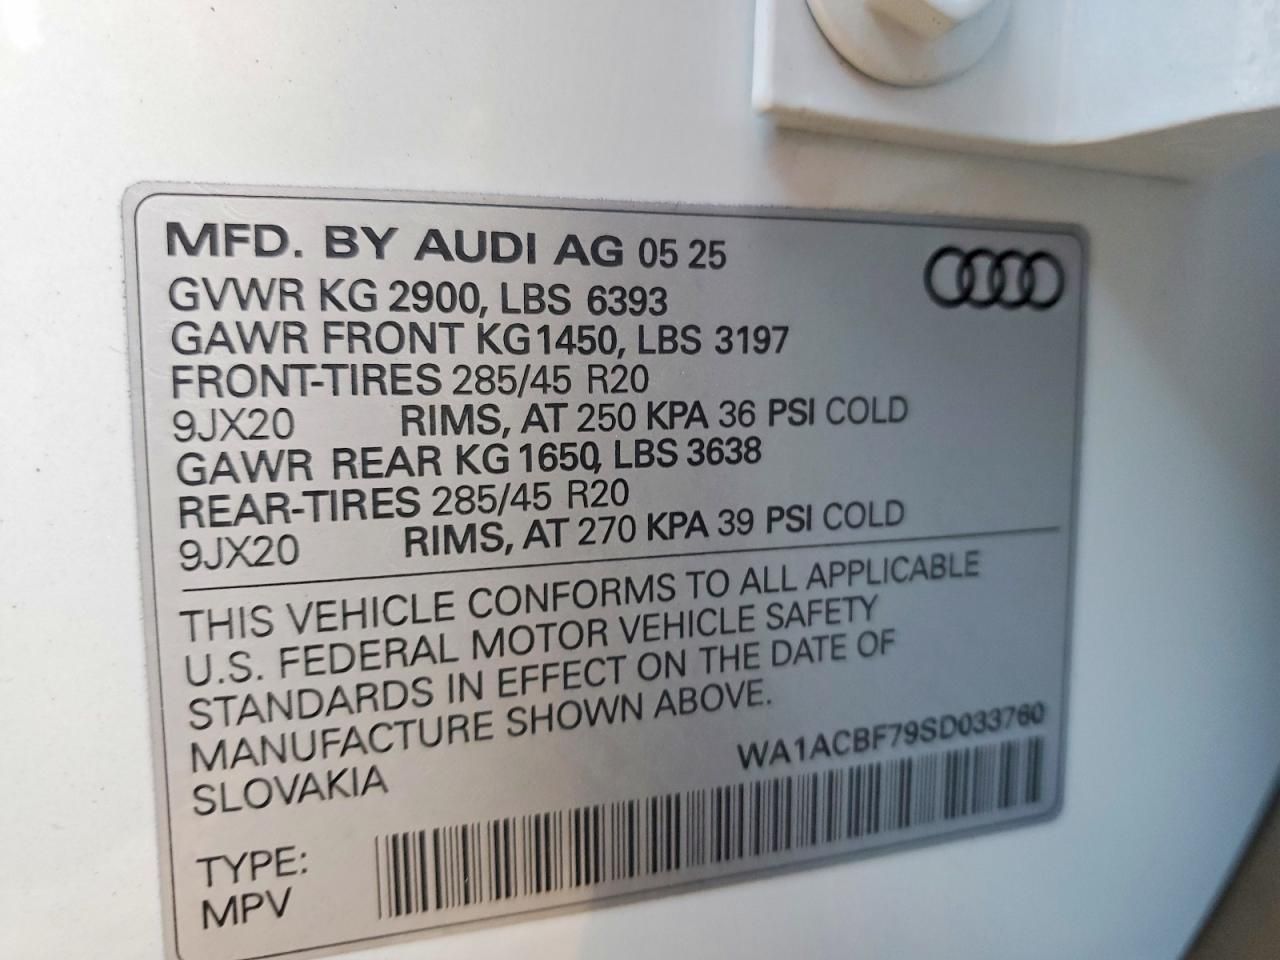 MFD. BY AUDI AG 05 25
GVWR KG 2900, LBS 6393
GAWR FRONT KG 1450, LBS 3197
FRONT-TIRES 285/45 R20
9JX20 RIMS, AT 250 KPA 36 PSI COLD
GAWR REAR KG 1650, LBS 3638
REAR-TIRES 285/45 R20
9JX20 RIMS, AT 270 KPA 39 PSI COLD
THIS VEHICLE CONFORMS TO ALL APPLICABLE
U.S. FEDERAL MOTOR VEHICLE SAFETY
STANDARDS IN EFFECT ON THE DATE OF
MANUFACTURE SHOWN ABOVE.
SLOVAKIA
WA1ACBF79SD033760
TYPE:
MPV